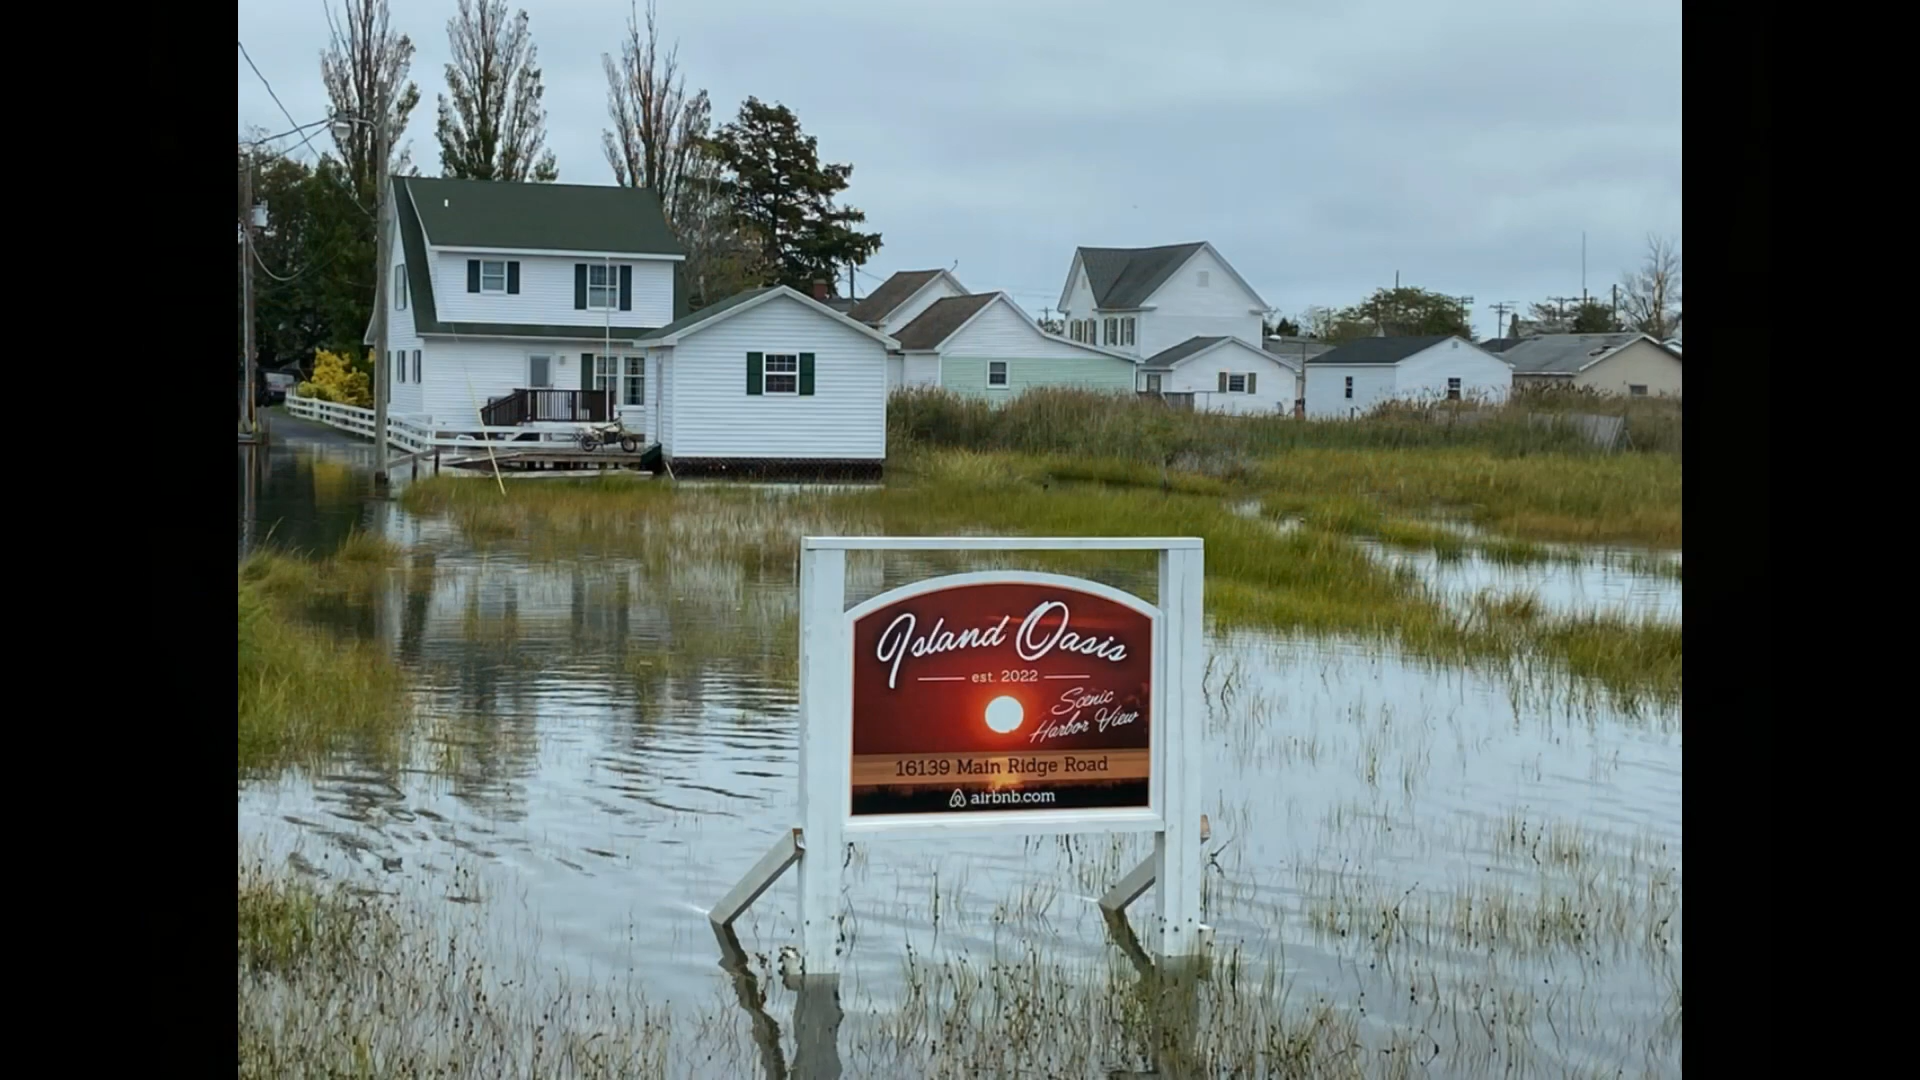 Island Oasis
est. 2022
Scenic
Harbor View
16139 Main Ridge Road
airbnb.com